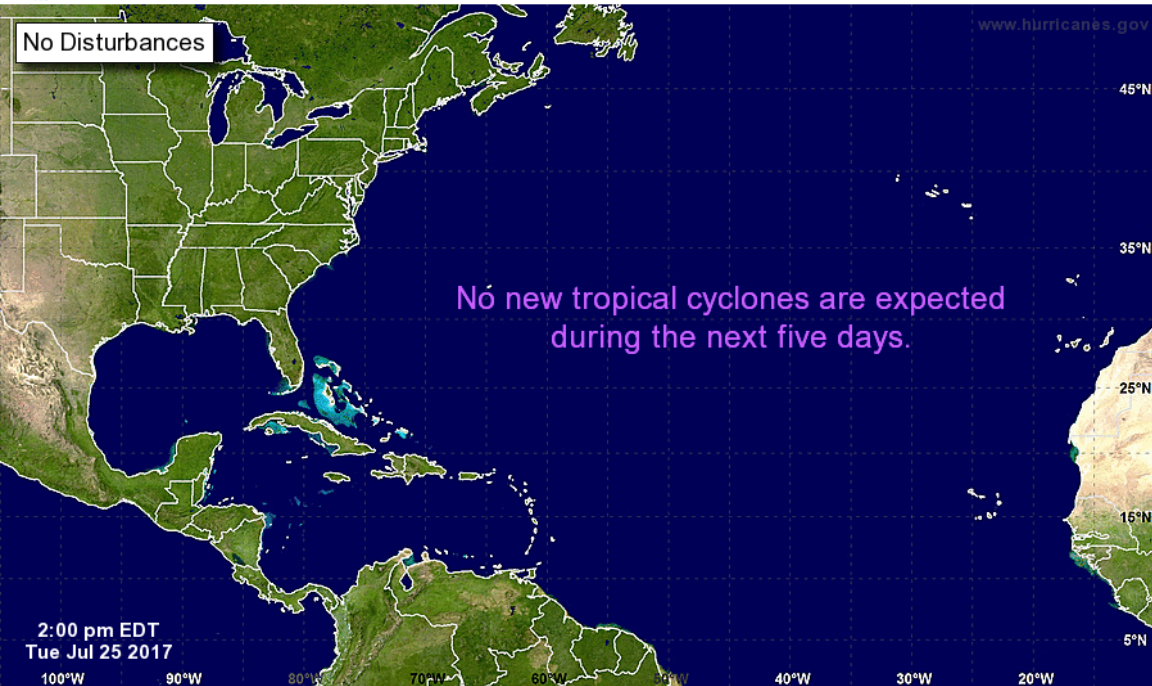 No Disturbances
www.hurricanes.gov
45°N
35°N
No new tropical cyclones are expected
during the next five days.
25°N
15°N
5°N
2:00 pm EDT
Tue Jul 25 2017
100°W 90°W 80°W 70°W 60°W 50°W 40°W 30°W 20°W